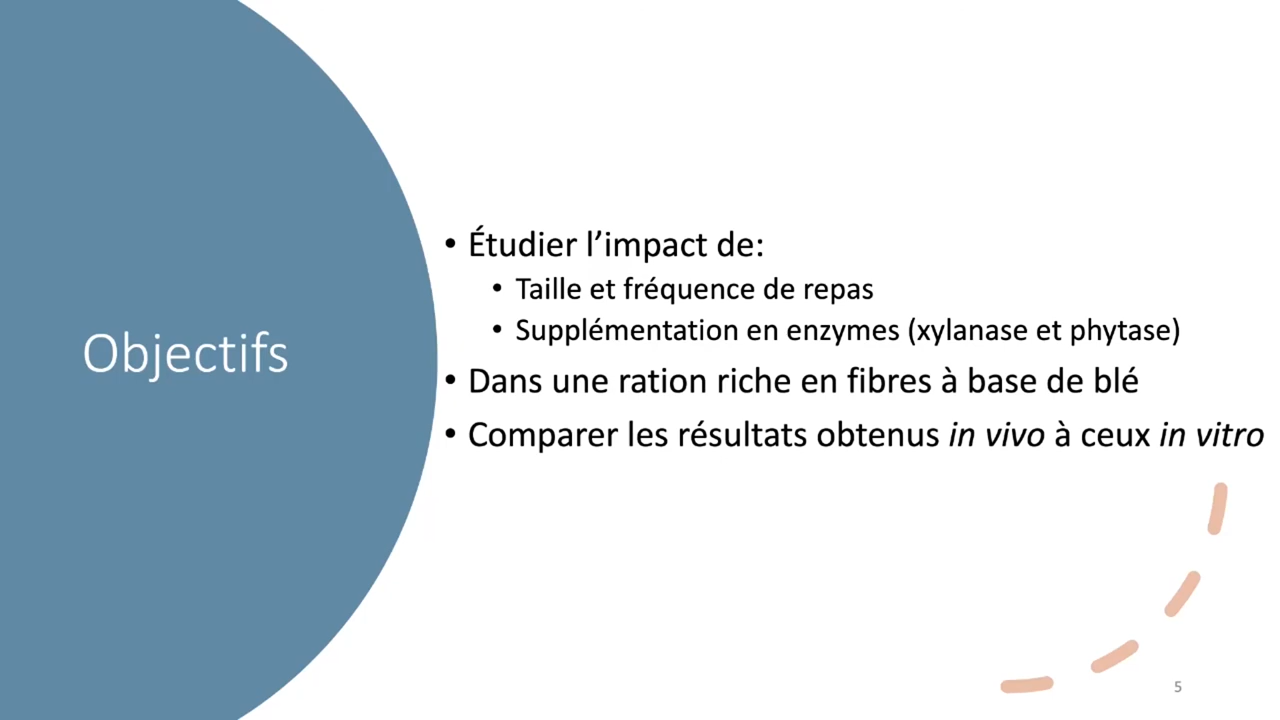 Objectifs
• Étudier l’impact de:
• Taille et fréquence de repas
• Supplémentation en enzymes (xylanase et phytase)
• Dans une ration riche en fibres à base de blé
• Comparer les résultats obtenus in vivo à ceux in vitro
5